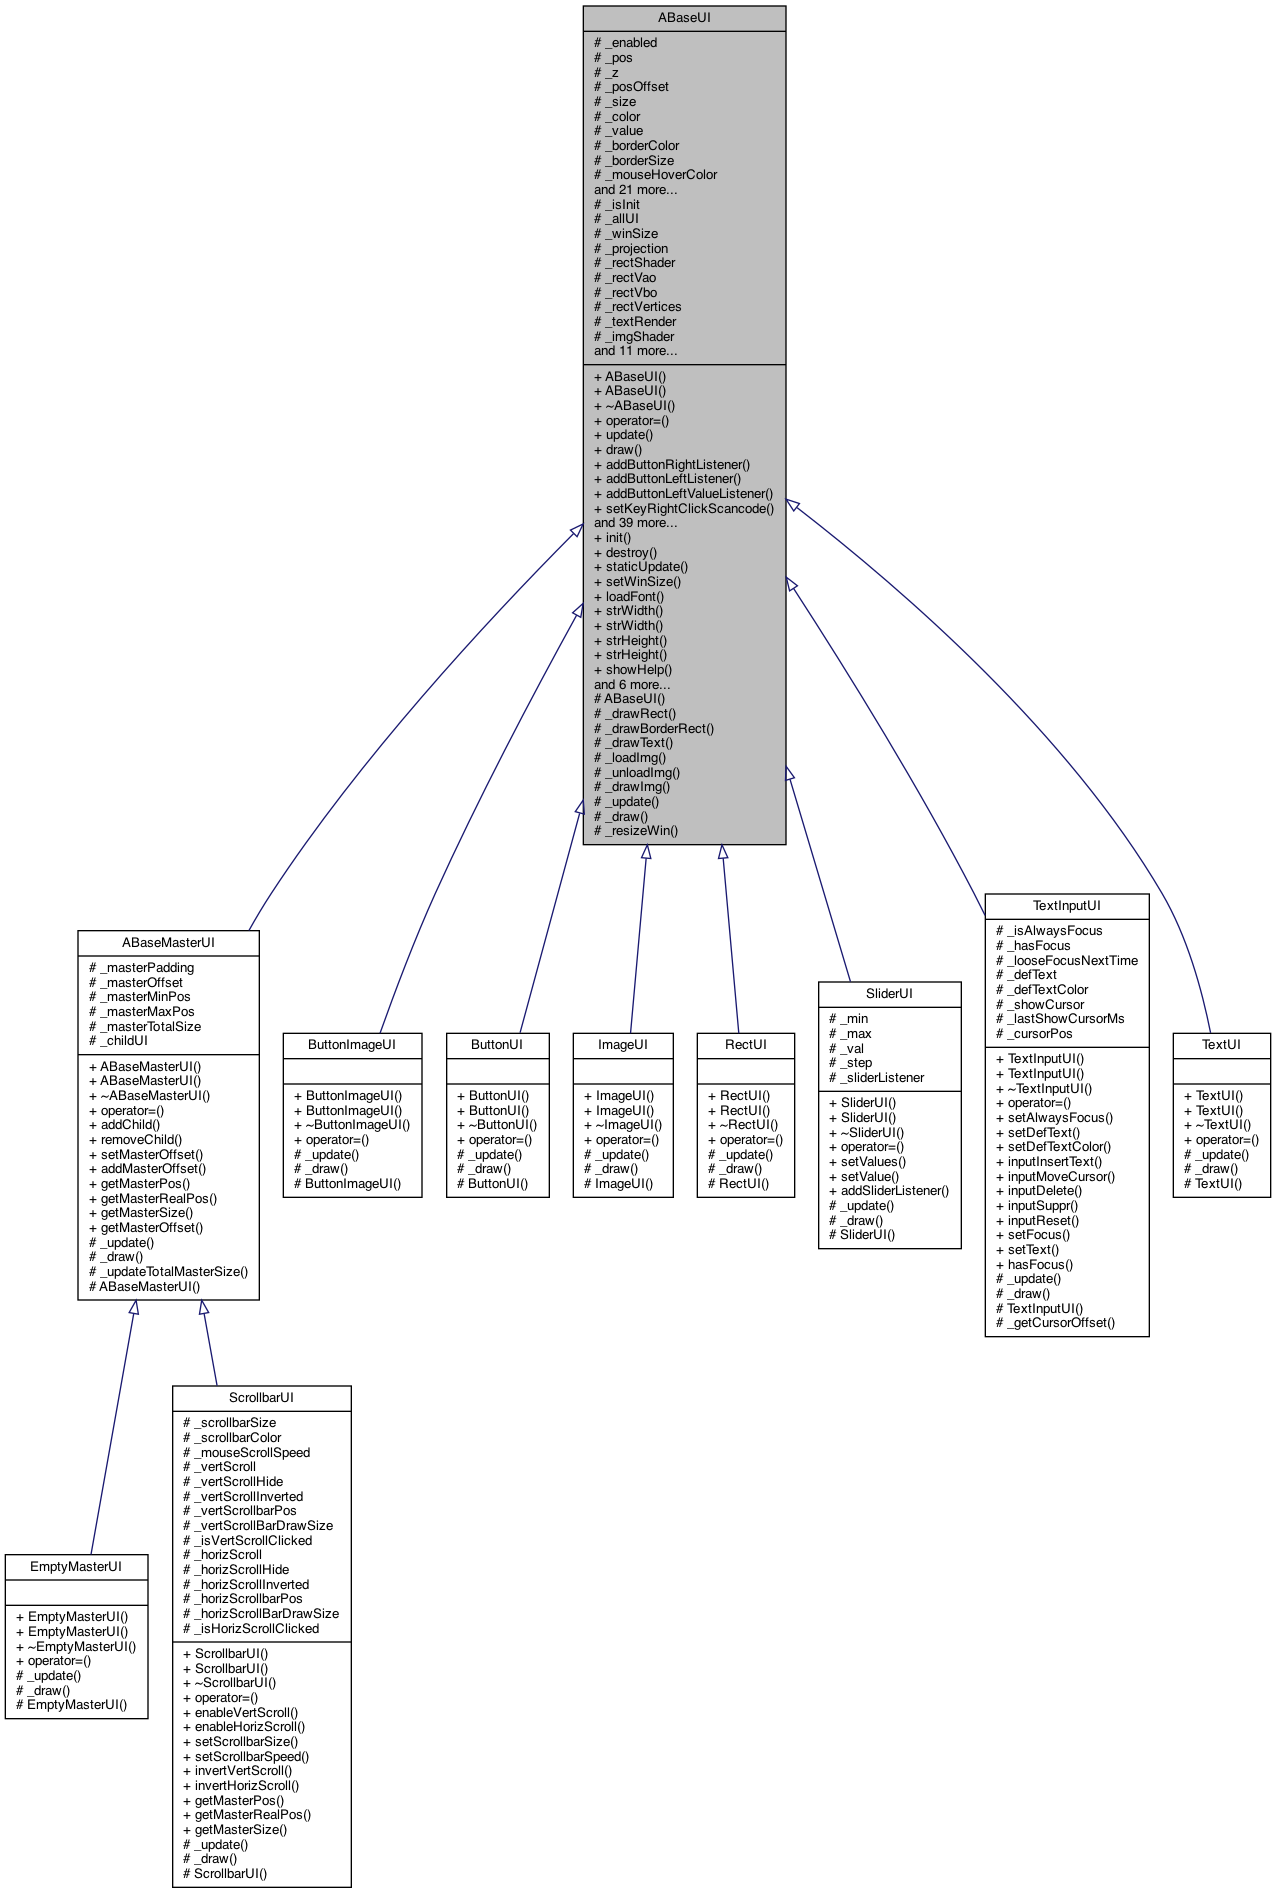 ABaseUI
# _enabled
# _pos
# _z
# _posOffset
# _size
# _color
# _value
# _borderColor
# _borderSize
# _mouseHoverColor
and 21 more...
# _isInit
# _allUI
# _winSize
# _projection
# _rectShader
# _rectVao
# _rectVbo
# _rectVertices
# _textRender
# _imgShader
and 11 more...
+ ABaseUI()
+ ABaseUI()
+ ~ABaseUI()
+ operator=()
+ update()
+ draw()
+ addButtonRightListener()
+ addButtonLeftListener()
+ addButtonLeftValueListener()
+ setKeyRightClickScancode()
and 39 more...
+ init()
+ destroy()
+ staticUpdate()
+ setWinSize()
+ loadFont()
+ strWidth()
+ strWidth()
+ strHeight()
+ strHeight()
+ showHelp()
and 6 more...
# ABaseUI()
# _drawRect()
# _drawBorderRect()
# _drawText()
# _loadImg()
# _unloadImg()
# _drawImg()
# _update()
# _draw()
# _resizeWin()
ABaseMasterUI
# _masterPadding
# _masterOffset
# _masterMinPos
# _masterMaxPos
# _masterTotalSize
# _childUI
+ ABaseMasterUI()
+ ABaseMasterUI()
+ ~ABaseMasterUI()
+ operator=()
+ addChild()
+ removeChild()
+ setMasterOffset()
+ addMasterOffset()
+ getMasterPos()
+ getMasterRealPos()
+ getMasterSize()
+ getMasterOffset()
# _update()
# _draw()
# _updateTotalMasterSize()
# ABaseMasterUI()
ButtonImageUI
+ ButtonImageUI()
+ ButtonImageUI()
+ ~ButtonImageUI()
+ operator=()
# _update()
# _draw()
# ButtonImageUI()
ButtonUI
+ ButtonUI()
+ ButtonUI()
+ ~ButtonUI()
+ operator=()
# _update()
# _draw()
# ButtonUI()
ImageUI
+ ImageUI()
+ ImageUI()
+ ~ImageUI()
+ operator=()
# _update()
# _draw()
# ImageUI()
RectUI
+ RectUI()
+ RectUI()
+ ~RectUI()
+ operator=()
# _update()
# _draw()
# RectUI()
SliderUI
# _min
# _max
# _val
# _step
# _sliderListener
+ SliderUI()
+ SliderUI()
+ ~SliderUI()
+ operator=()
+ setValues()
+ setValue()
+ addSliderListener()
# _update()
# _draw()
# SliderUI()
TextInputUI
# _isAlwaysFocus
# _hasFocus
# _looseFocusNextTime
# _defText
# _defTextColor
# _showCursor
# _lastShowCursorMs
# _cursorPos
+ TextInputUI()
+ TextInputUI()
+ ~TextInputUI()
+ operator=()
+ setAlwaysFocus()
+ setDefText()
+ setDefTextColor()
+ inputInsertText()
+ inputMoveCursor()
+ inputDelete()
+ inputSuppr()
+ inputReset()
+ setFocus()
+ setText()
+ hasFocus()
# _update()
# _draw()
# TextInputUI()
# _getCursorOffset()
TextUI
+ TextUI()
+ TextUI()
+ ~TextUI()
+ operator=()
# _update()
# _draw()
# TextUI()
EmptyMasterUI
+ EmptyMasterUI()
+ EmptyMasterUI()
+ ~EmptyMasterUI()
+ operator=()
# _update()
# _draw()
# EmptyMasterUI()
ScrollbarUI
# _scrollbarSize
# _scrollbarColor
# _mouseScrollSpeed
# _vertScroll
# _vertScrollHide
# _vertScrollInverted
# _vertScrollbarPos
# _vertScrollBarDrawSize
# _isVertScrollClicked
# _horizScroll
# _horizScrollHide
# _horizScrollInverted
# _horizScrollbarPos
# _horizScrollBarDrawSize
# _isHorizScrollClicked
+ ScrollbarUI()
+ ScrollbarUI()
+ ~ScrollbarUI()
+ operator=()
+ enableVertScroll()
+ enableHorizScroll()
+ setScrollbarSize()
+ setScrollbarSpeed()
+ invertVertScroll()
+ invertHorizScroll()
+ getMasterPos()
+ getMasterRealPos()
+ getMasterSize()
# _update()
# _draw()
# ScrollbarUI()